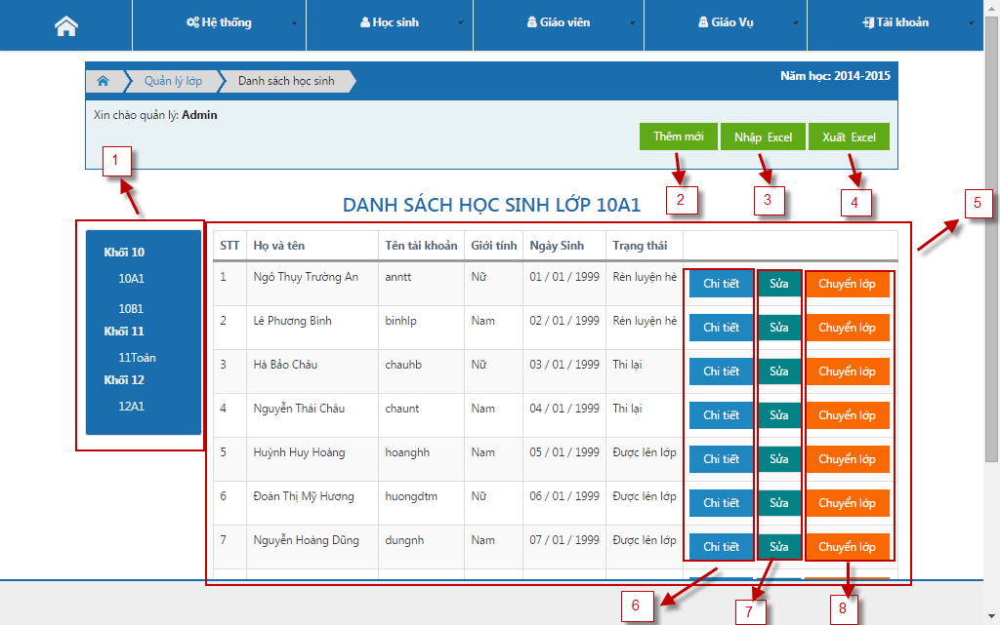 Hệ thống Học sinh Giáo viên Giáo Vụ Tài khoản
Quản lý lớp Danh sách học sinh Năm học: 2014-2015
Xin chào quản lý: Admin
Thêm mới Nhập Excel Xuất Excel
1
2
3
4
5
DANH SÁCH HỌC SINH LỚP 10A1
Khối 10
10A1
10B1
Khối 11
11Toán
Khối 12
12A1
STT Họ và tên Tên tài khoản Giới tính Ngày Sinh Trạng thái
1 Ngô Thụy Trường An anntt Nữ 01 / 01 / 1999 Rèn luyện hè Chi tiết Sửa Chuyển lớp
2 Lê Phương Bình binhlp Nam 02 / 01 / 1999 Rèn luyện hè Chi tiết Sửa Chuyển lớp
3 Hà Bảo Châu chauhb Nữ 03 / 01 / 1999 Thi lại Chi tiết Sửa Chuyển lớp
4 Nguyễn Thái Châu chaunt Nam 04 / 01 / 1999 Thi lại Chi tiết Sửa Chuyển lớp
5 Huỳnh Huy Hoàng hoanghh Nam 05 / 01 / 1999 Được lên lớp Chi tiết Sửa Chuyển lớp
6 Đoàn Thị Mỹ Hương huongdtm Nữ 06 / 01 / 1999 Được lên lớp Chi tiết Sửa Chuyển lớp
7 Nguyễn Hoàng Dũng dungnh Nam 07 / 01 / 1999 Được lên lớp Chi tiết Sửa Chuyển lớp
6
7
8